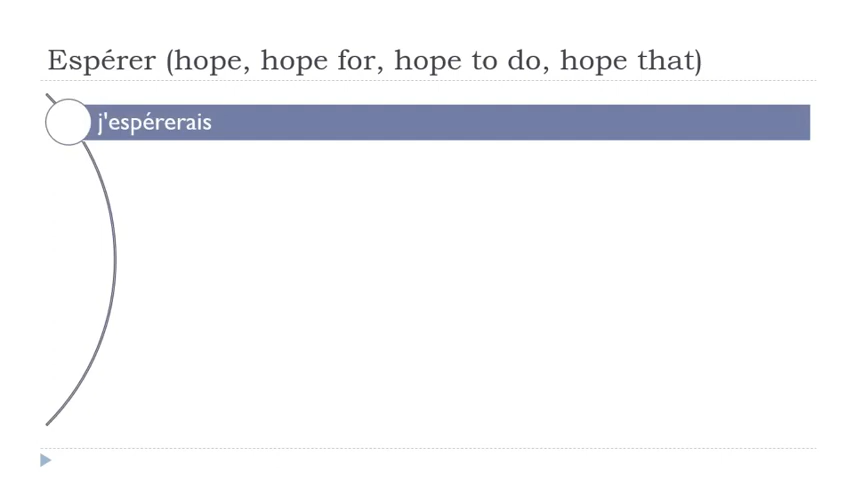 Espérer (hope, hope for, hope to do, hope that)
j'espérerais